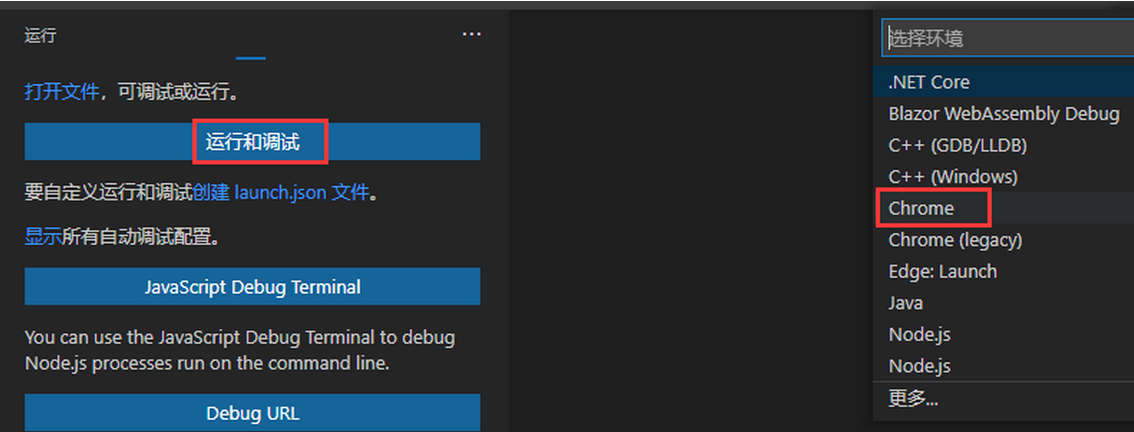 运行
打开文件，可调试或运行。
运行和调试
要自定义运行和调试创建 launch.json 文件。
显示所有自动调试配置。
JavaScript Debug Terminal
You can use the JavaScript Debug Terminal to debug
Node.js processes run on the command line.
Debug URL
选择环境
.NET Core
Blazor WebAssembly Debug
C++ (GDB/LLDB)
C++ (Windows)
Chrome
Chrome (legacy)
Edge: Launch
Java
Node.js
Node.js
更多...